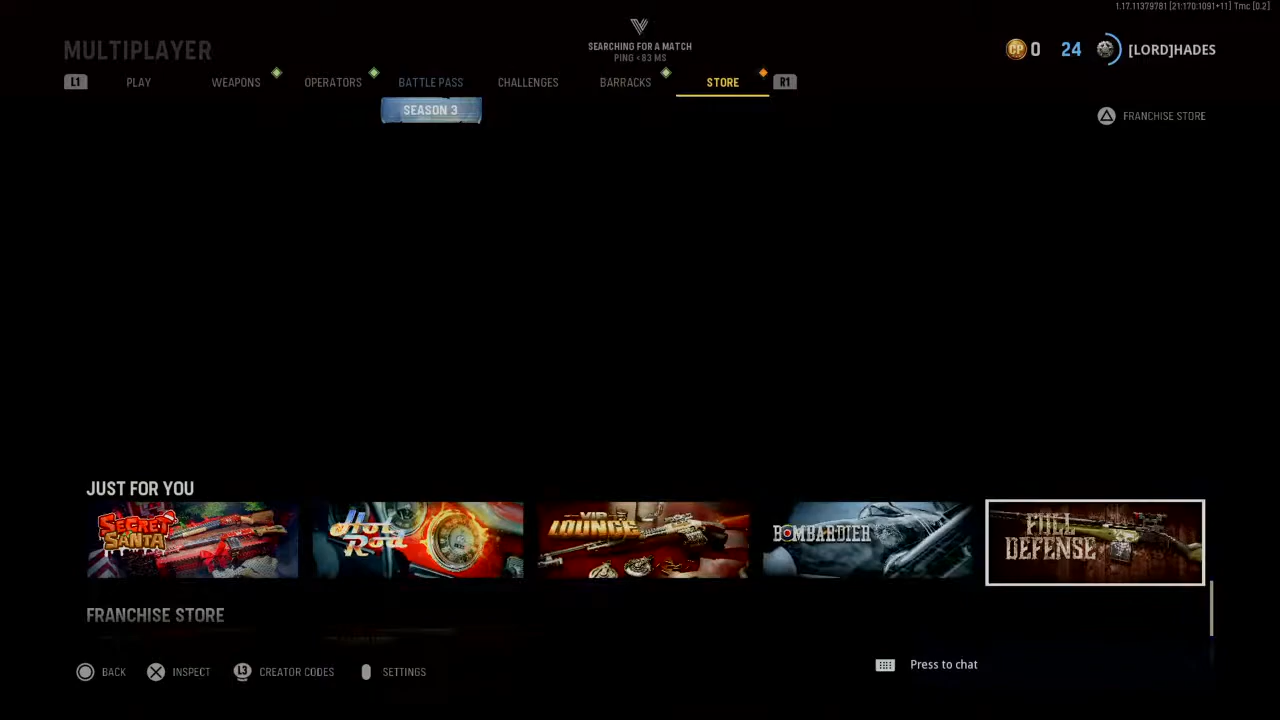 1.17.11379781 [21:170:1091+11] Tmc [0.2]
MULTIPLAYER
SEARCHING FOR A MATCH
PING < 83 MS
CP 0 24 [LORD]HADES
L1 PLAY WEAPONS OPERATORS BATTLE PASS CHALLENGES BARRACKS STORE R1
SEASON 3
FRANCHISE STORE
JUST FOR YOU
SECRET SANTA
Hot Rod
VIP LOUNGE
BOMBARDIER
FULL DEFENSE
FRANCHISE STORE
BACK INSPECT L3 CREATOR CODES SETTINGS
Press to chat